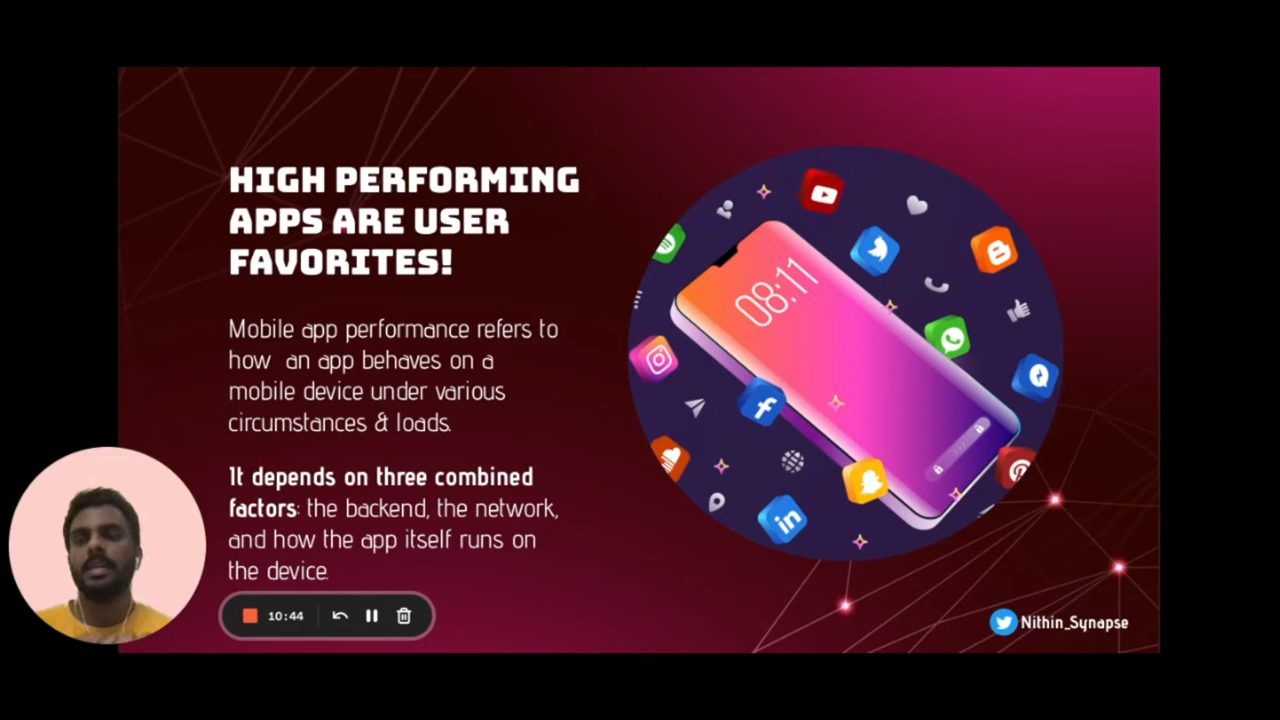 HIGH PERFORMING
APPS ARE USER
FAVORITES!
08:11
Mobile app performance refers to
how an app behaves on a
mobile device under various
circumstances & loads.
It depends on three combined
factors: the backend, the network,
and how the app itself runs on
the device.
in
10:44
Nithin_Synapse